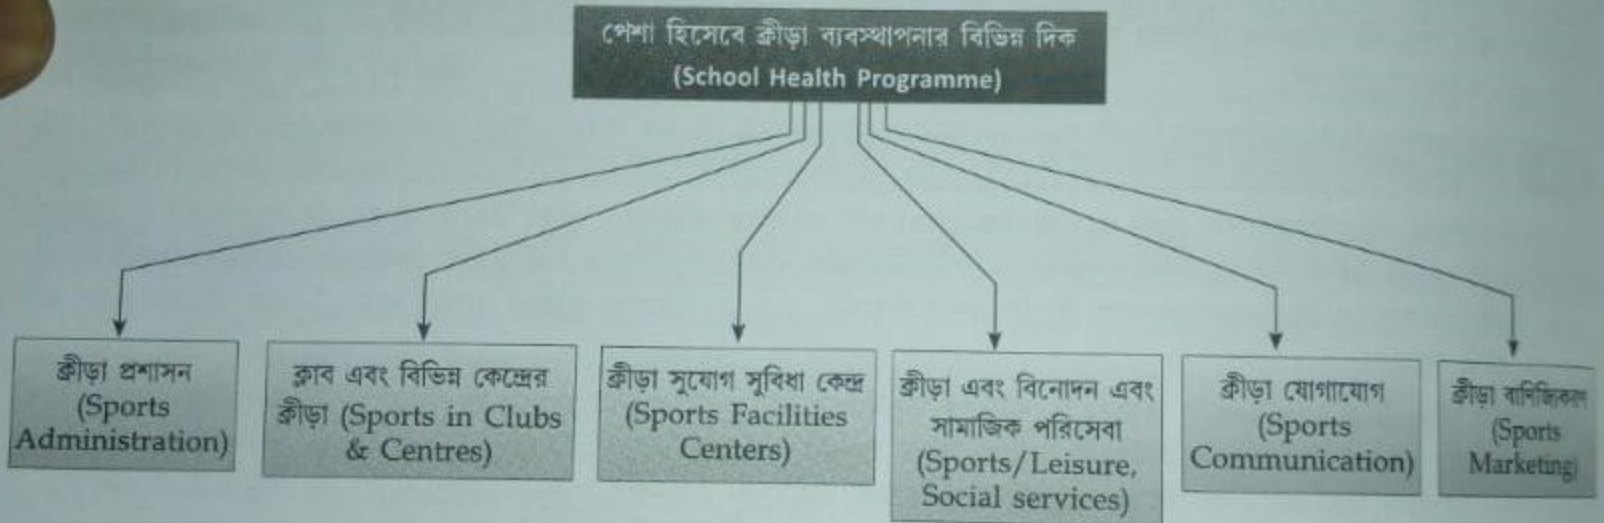 পেশা হিসেবে ক্রীড়া ব্যবস্থাপনার বিভিন্ন দিক
(School Health Programme)
ক্রীড়া প্রশাসন
(Sports
Administration)
ক্লাব এবং বিভিন্ন কেন্দ্রের
ক্রীড়া (Sports in Clubs
& Centres)
ক্রীড়া সুযোগ সুবিধা কেন্দ্র
(Sports Facilities
Centers)
ক্রীড়া এবং বিনোদন এবং
সামাজিক পরিসেবা
(Sports/Leisure,
Social services)
ক্রীড়া যোগাযোগ
(Sports
Communication)
ক্রীড়া বাণিজ্যিকরণ
(Sports
Marketing)